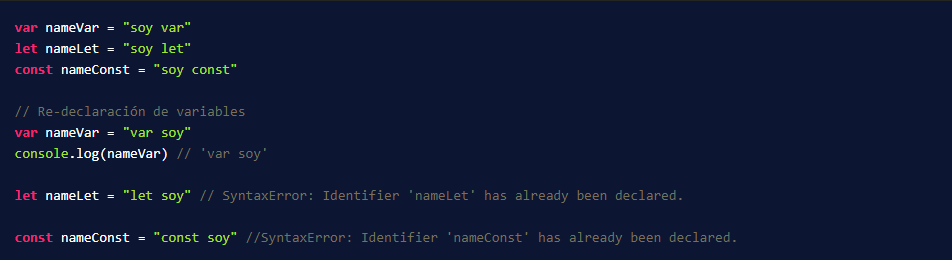 var nameVar = "soy var"
let nameLet = "soy let"
const nameConst = "soy const"
// Re-declaración de variables
var nameVar = "var soy"
console.log(nameVar) // 'var soy'
let nameLet = "let soy" // SyntaxError: Identifier 'nameLet' has already been declared.
const nameConst = "const soy" //SyntaxError: Identifier 'nameConst' has already been declared.